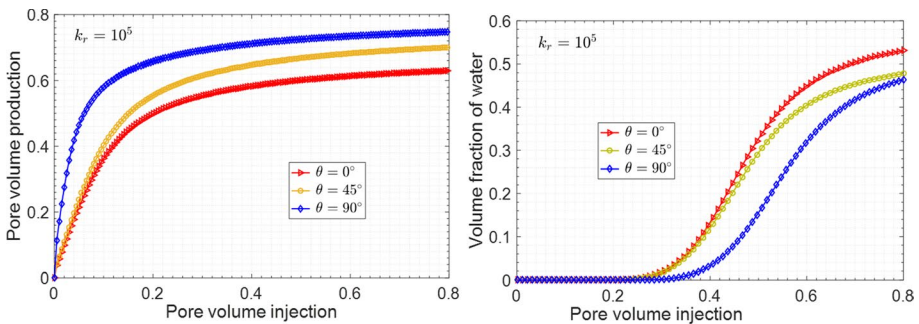 k_r = 10^5
Pore volume production
0.8
0.6
0.4
0.2
0
θ = 0°
θ = 45°
θ = 90°
0 0.2 0.4 0.6 0.8
Pore volume injection
k_r = 10^5
Volume fraction of water
0.6
0.5
0.4
0.3
0.2
0.1
0
θ = 0°
θ = 45°
θ = 90°
0 0.2 0.4 0.6 0.8
Pore volume injection